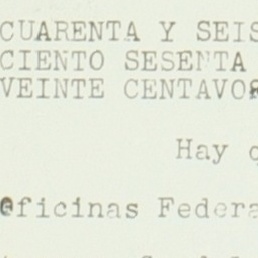 CUARENTA Y SEIS
CIENTO SESENTA
VEINTE CENTAVOS
Hay
Oficinas Federa